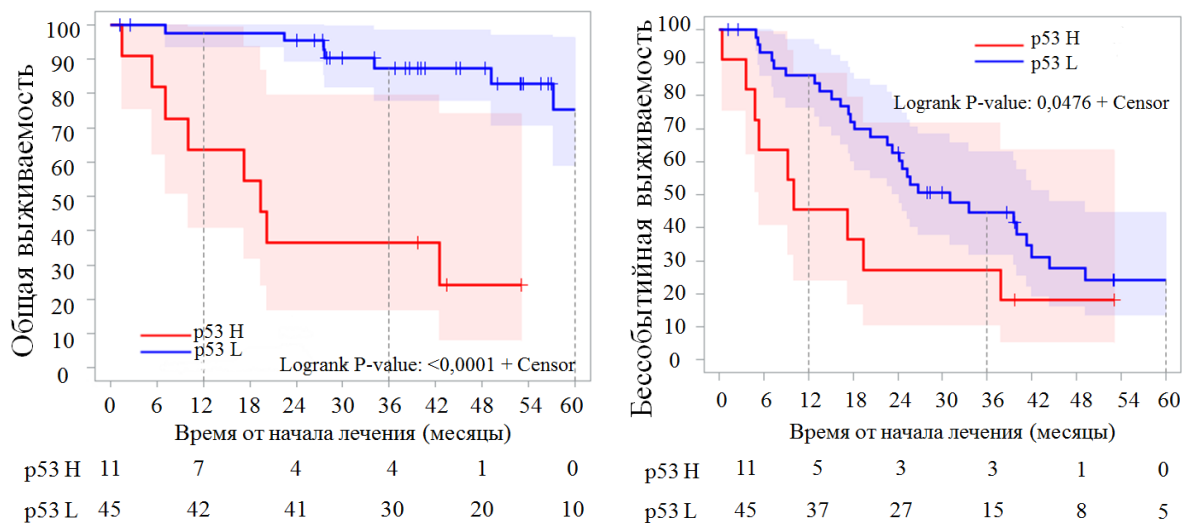 Общая выживаемость
100
90
80
70
60
50
40
30
20
10
0
p53 H
p53 L
Logrank P-value: <0,0001 + Censor
0 6 12 18 24 30 36 42 48 54 60
Время от начала лечения (месяцы)
p53 H 11 7 4 4 1 0
p53 L 45 42 41 30 20 10
Бессобытийная выживаемость
100
90
80
70
60
50
40
30
20
10
0
p53 H
p53 L
Logrank P-value: 0,0476 + Censor
0 6 12 18 24 30 36 42 48 54 60
Время от начала лечения (месяцы)
p53 H 11 5 3 3 1 0
p53 L 45 37 27 15 8 5